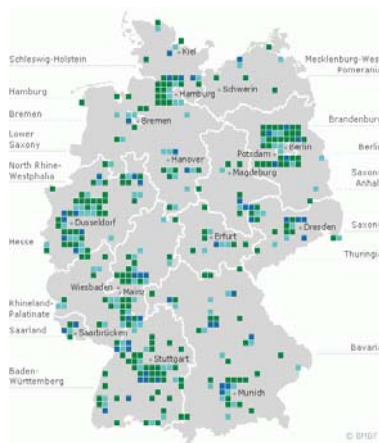 Kiel
Schleswig-Holstein
Mecklenburg-West
Pomerania
Hamburg
Hamburg
Schwerin
Bremen
Bremen
Brandenburg
Lower
Saxony
Berlin
Berlin
Hanover
Potsdam
North Rhine-
Westphalia
Magdeburg
Saxony
Anhal
Dusseldorf
Dresden
Saxony
Erfurt
Hesse
Thuringia
Wiesbaden
Mainz
Rhineland-
Palatinate
Saarland
Saarbrücken
Stuttgart
Bavaria
Baden-
Württemberg
Munich
© BMBF